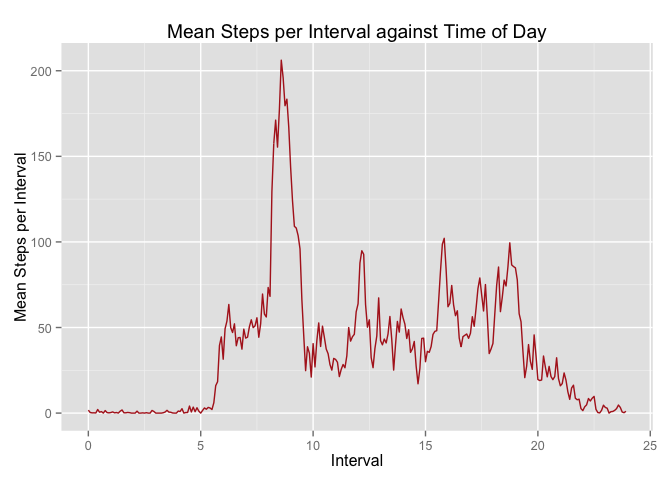 Mean Steps per Interval against Time of Day
Mean Steps per Interval
200
150
100
50
0
0 5 10 15 20 25
Interval